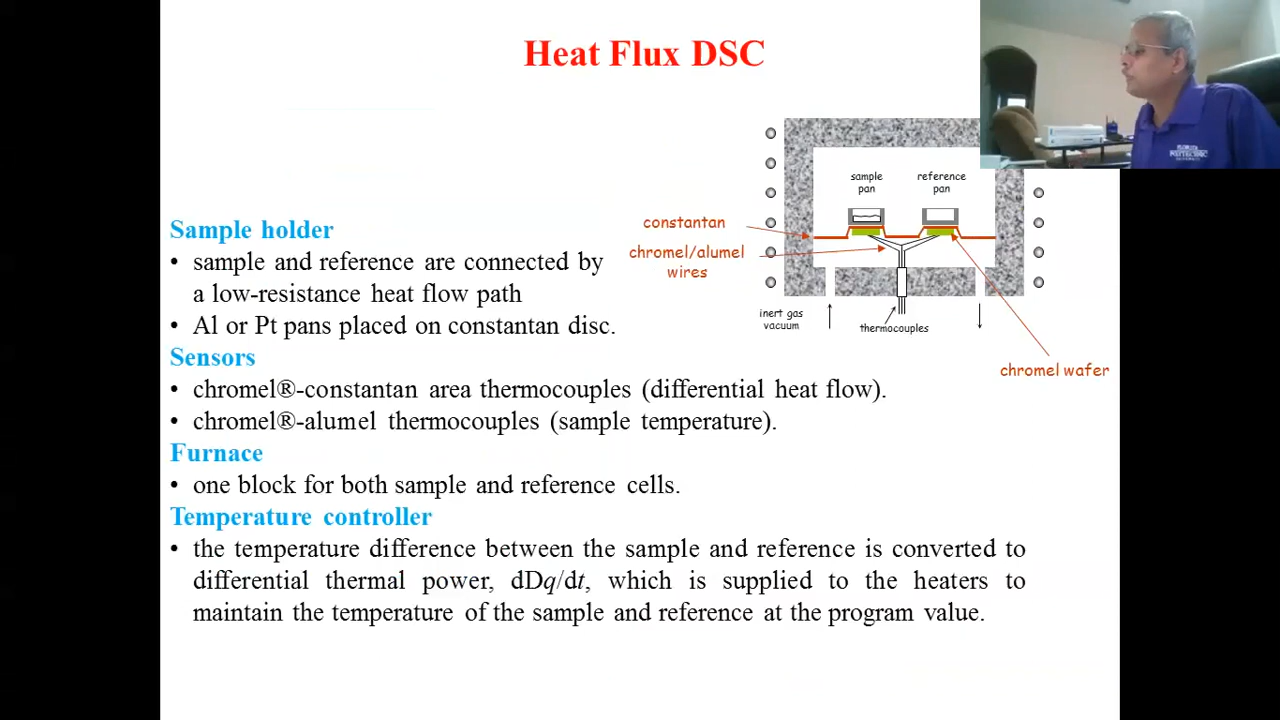 Heat Flux DSC
sample
pan
reference
pan
constantan
chromel/alumel
wires
inert gas
vacuum
thermocouples
chromel wafer
Sample holder
• sample and reference are connected by
a low-resistance heat flow path
• Al or Pt pans placed on constantan disc.
Sensors
• chromel®-constantan area thermocouples (differential heat flow).
• chromel®-alumel thermocouples (sample temperature).
Furnace
• one block for both sample and reference cells.
Temperature controller
• the temperature difference between the sample and reference is converted to
differential thermal power, dDq/dt, which is supplied to the heaters to
maintain the temperature of the sample and reference at the program value.
FLORIDA
POLYTECHNIC